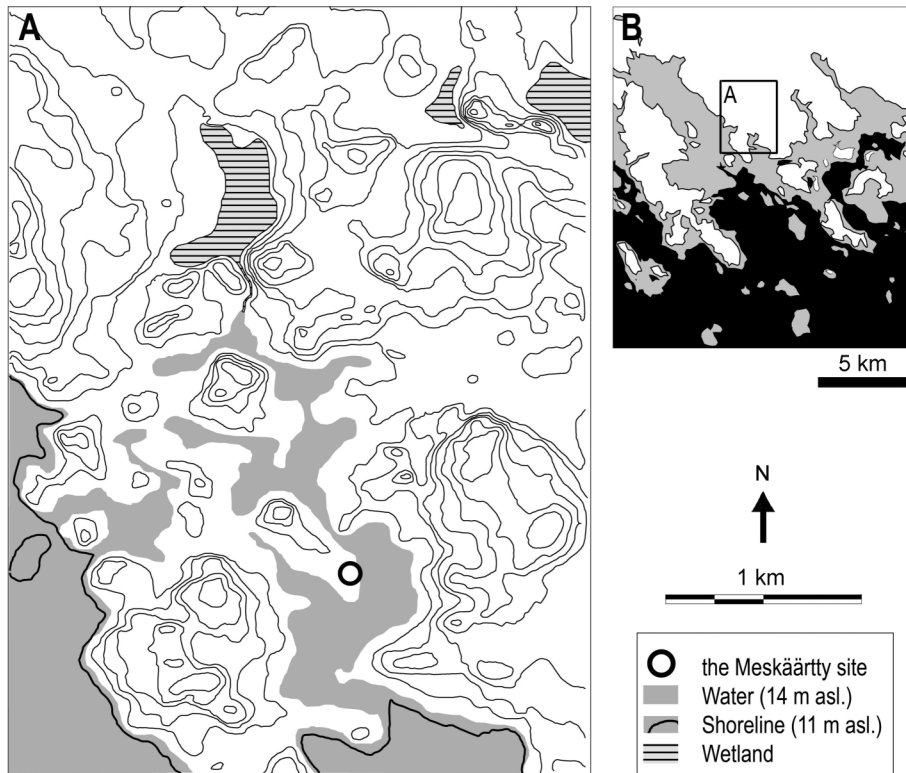 A
B
A
5 km
N
1 km
the Meskäärtty site
Water (14 m asl.)
Shoreline (11 m asl.)
Wetland